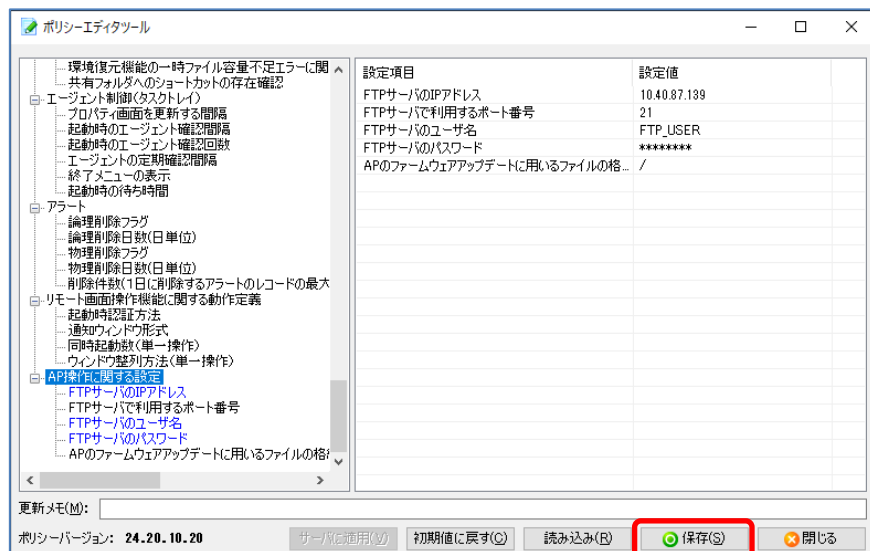 ポリシーエディタツール
環境復元機能の一時ファイル容量不足エラーに関
共有フォルダへのショートカットの存在確認
エージェント制御(タスクトレイ)
プロパティ画面を更新する間隔
起動時のエージェント確認間隔
起動時のエージェント確認回数
エージェントの定期確認間隔
終了メニューの表示
起動時の待ち時間
アラート
論理削除フラグ
論理削除日数(日単位)
物理削除フラグ
物理削除日数(日単位)
削除件数(1日に削除するアラートのレコードの最大
リモート画面操作機能に関する動作定義
起動時認証方法
通知ウィンドウ形式
同時起動数(単一操作)
ウィンドウ整列方法(単一操作)
AP操作に関する設定
FTPサーバのIPアドレス
FTPサーバで利用するポート番号
FTPサーバのユーザ名
FTPサーバのパスワード
APのファームウェアアップデートに用いるファイルの格
設定項目 設定値
FTPサーバのIPアドレス 10.40.87.139
FTPサーバで利用するポート番号 21
FTPサーバのユーザ名 FTP_USER
FTPサーバのパスワード ********
APのファームウェアアップデートに用いるファイルの格... /
更新メモ(M):
ポリシーバージョン: 24.20.10.20 サーバに適用(V) 初期値に戻す(C) 読み込み(R) 保存(S) 閉じる